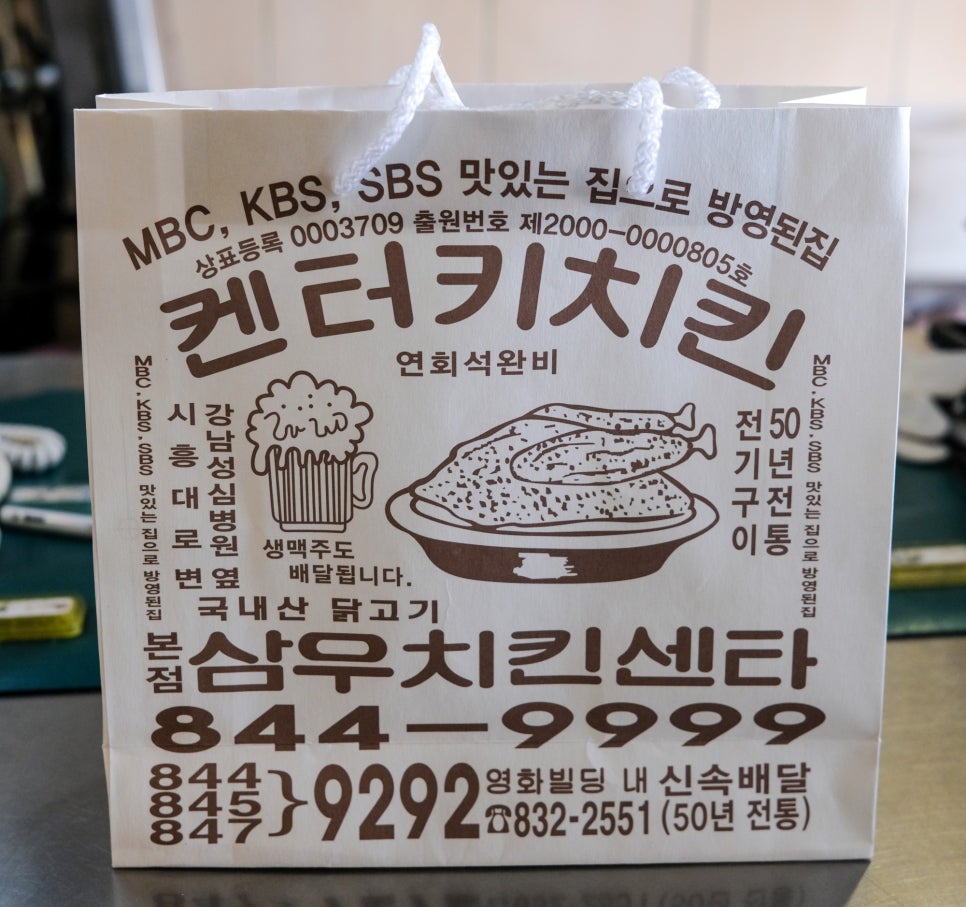 MBC, KBS, SBS 맛있는 집으로 방영된집
상표등록 0003709 출원번호 제2000-0000805호
켄터키치킨
연회석완비
MBC, KBS, SBS 맛있는 집으로 방영된집
시흥대로변
강남성심병원옆
생맥주도
배달됩니다.
50년전통
전기구이
MBC, KBS, SBS 맛있는 집으로 방영된집
국내산 닭고기
본점 삼우치킨센타
844-9999
844
845
847
} 9292
영화빌딩 내 신속배달
☎832-2551 (50년 전통)